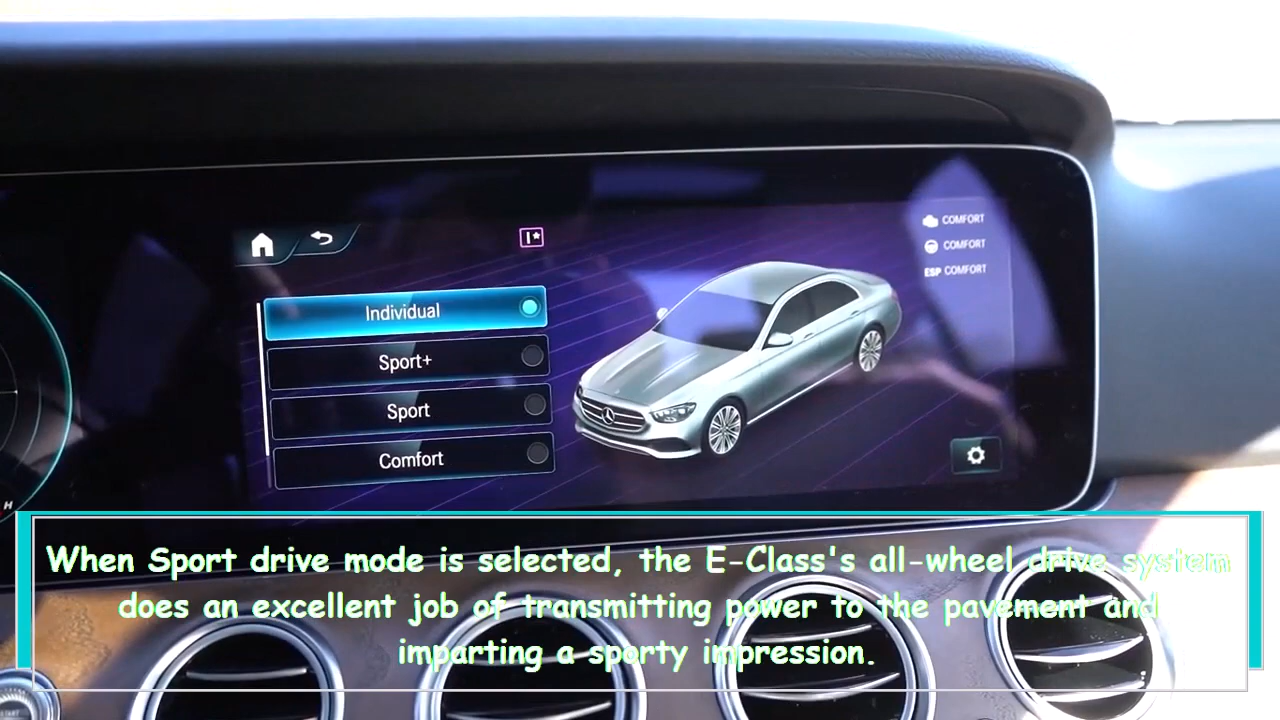 COMFORT
COMFORT
ESP COMFORT
Individual
Sport+
Sport
Comfort
H
When Sport drive mode is selected, the E-Class's all-wheel drive system
does an excellent job of transmitting power to the pavement and
imparting a sporty impression.
START